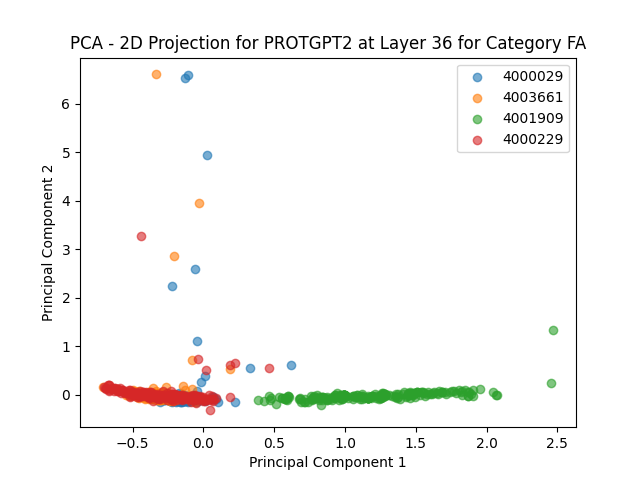 PCA - 2D Projection for PROTGPT2 at Layer 36 for Category FA
4000029
4003661
4001909
4000229
Principal Component 2
6
5
4
3
2
1
0
−0.5 0.0 0.5 1.0 1.5 2.0 2.5
Principal Component 1